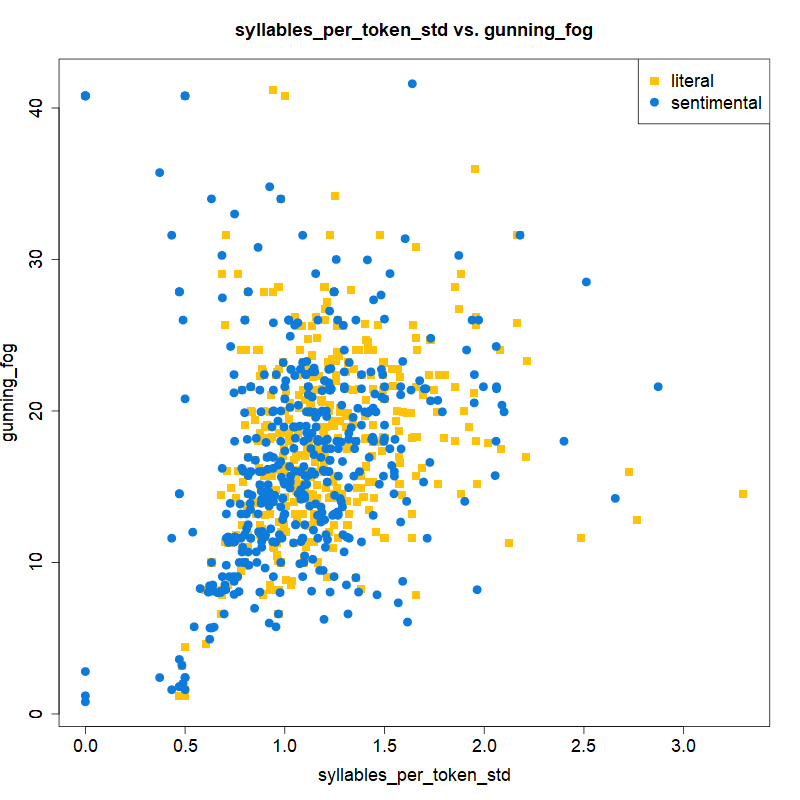 syllables_per_token_std vs. gunning_fog
literal
sentimental
gunning_fog
40
30
20
10
0
0.0 0.5 1.0 1.5 2.0 2.5 3.0
syllables_per_token_std